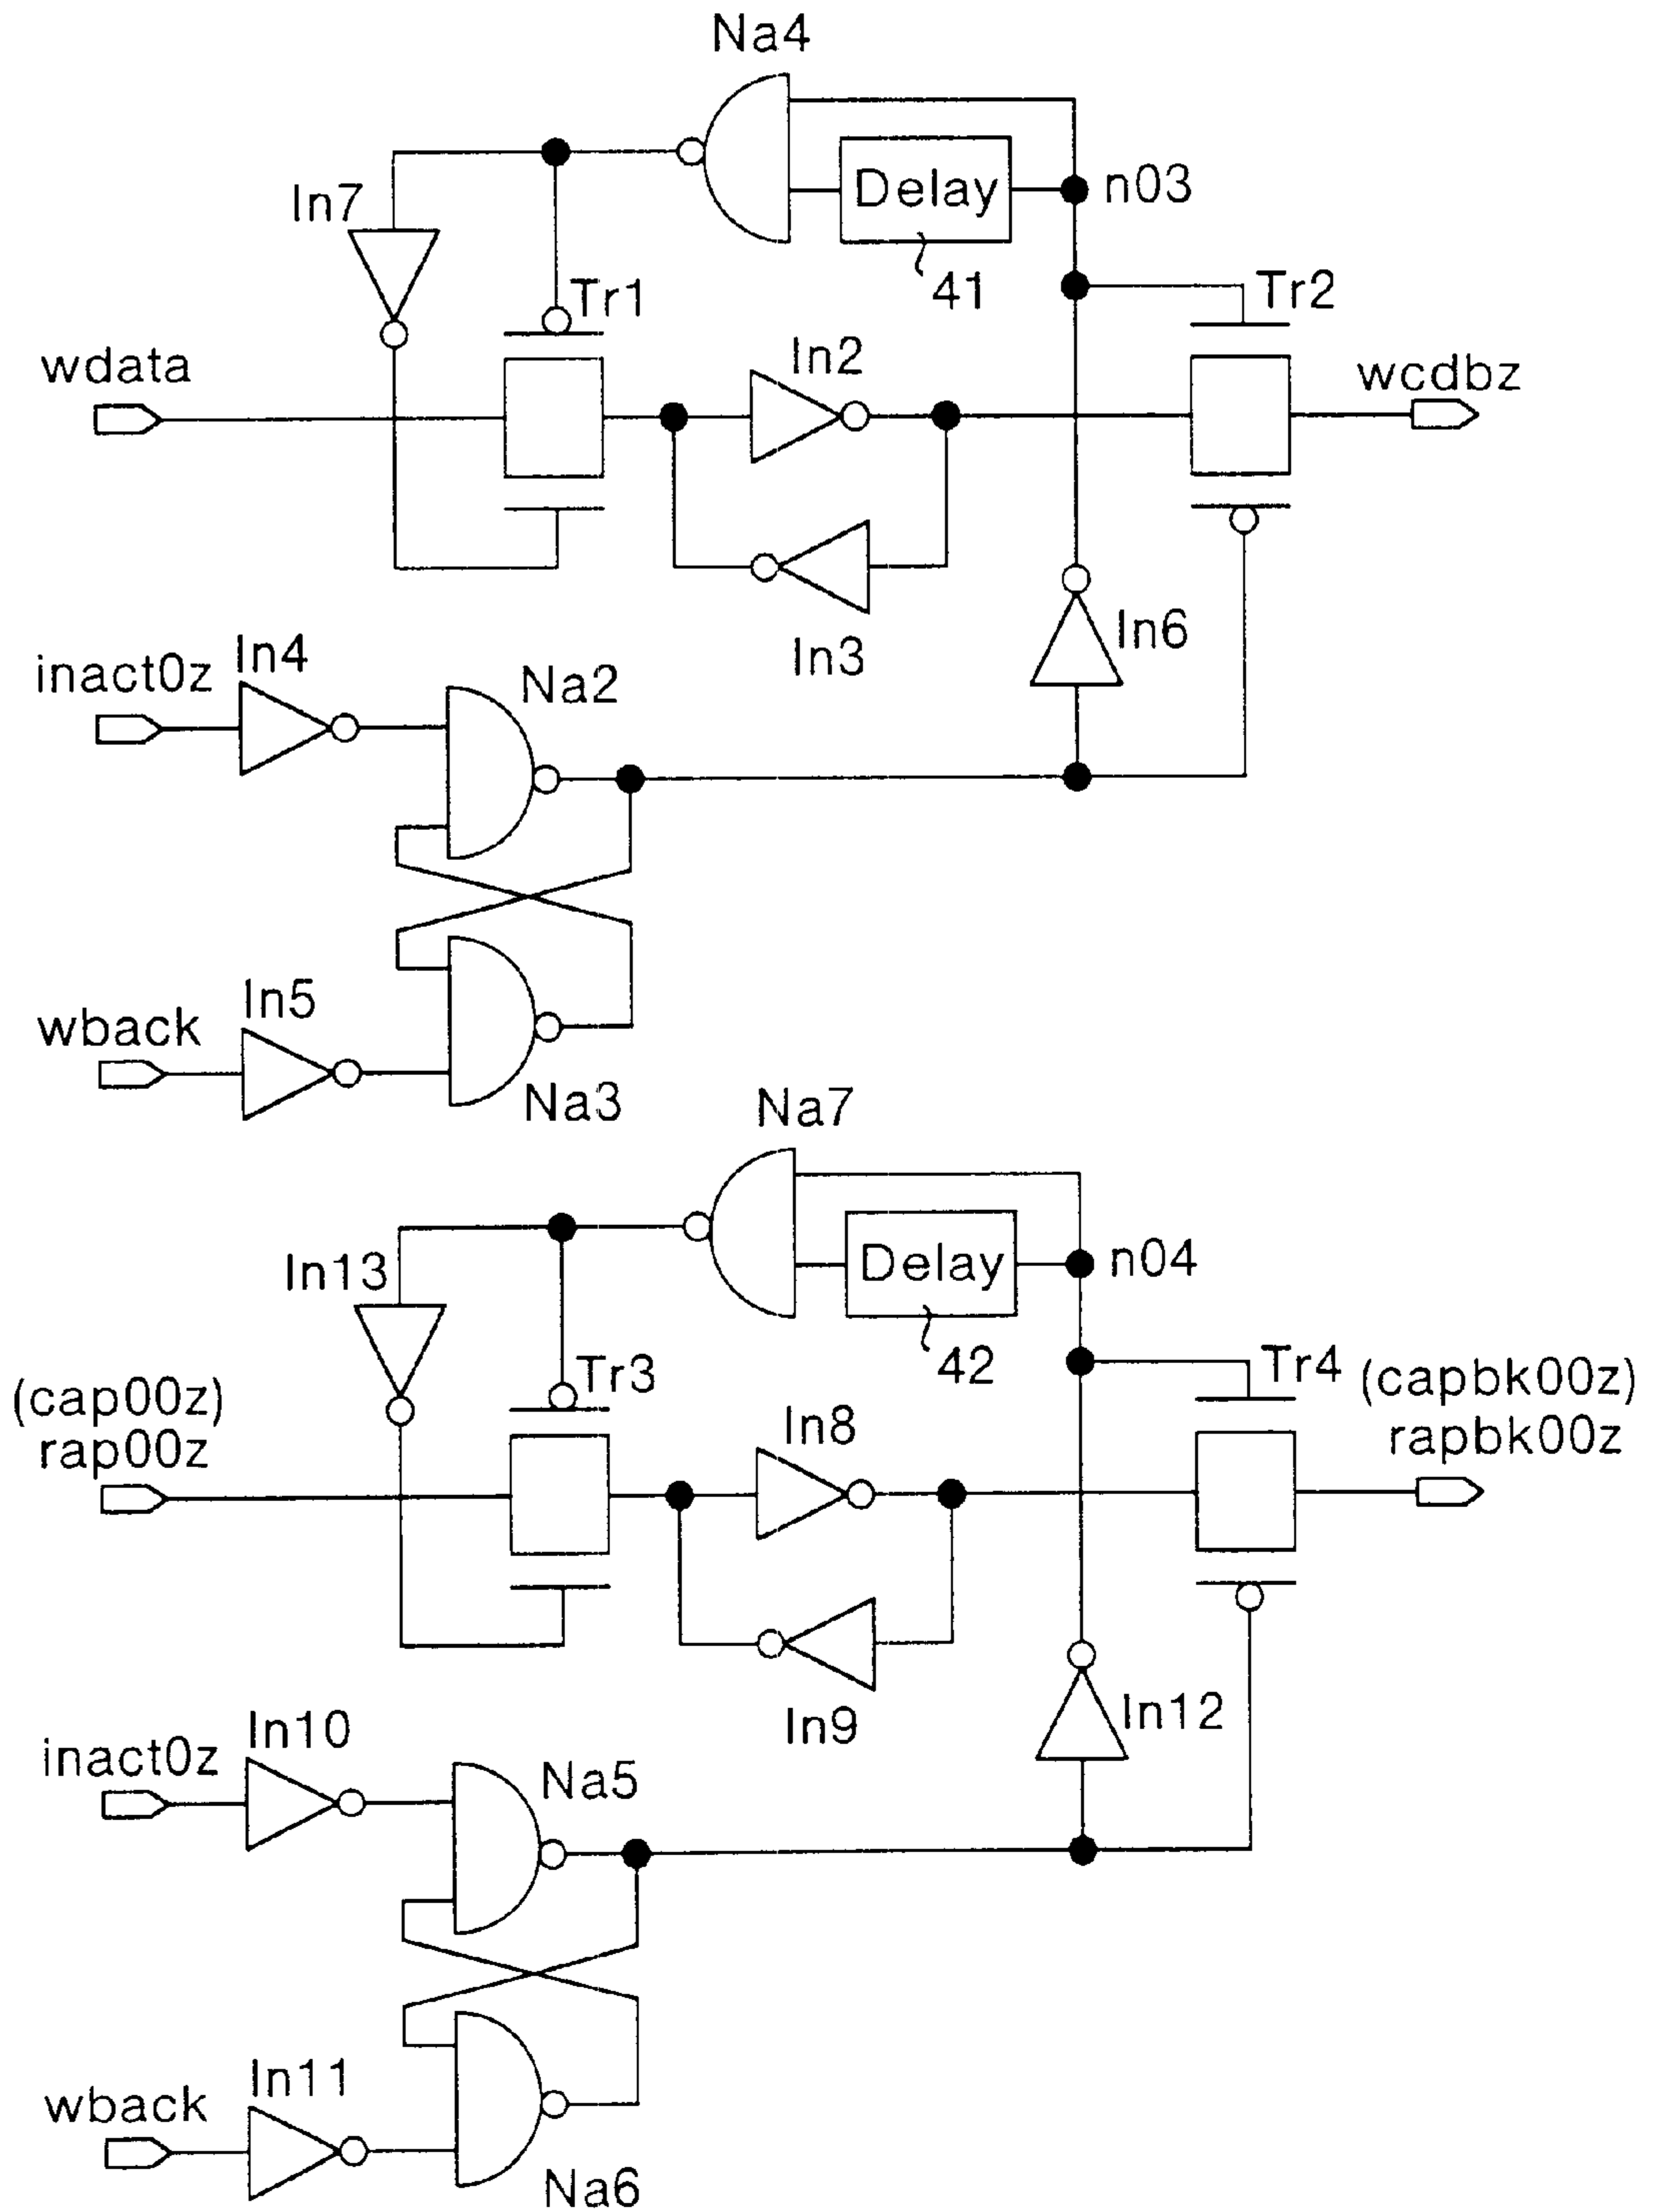 Na4
In7
Delay
n03
41
Tr1
Tr2
wdata
In2
wcdbz
In3
In6
inact0z
In4
Na2
wback
In5
Na3
Na7
In13
Delay
n04
42
Tr3
Tr4
(cap00z)
rap00z
In8
(capbk00z)
rapbk00z
In9
In12
inact0z
In10
Na5
wback
In11
Na6